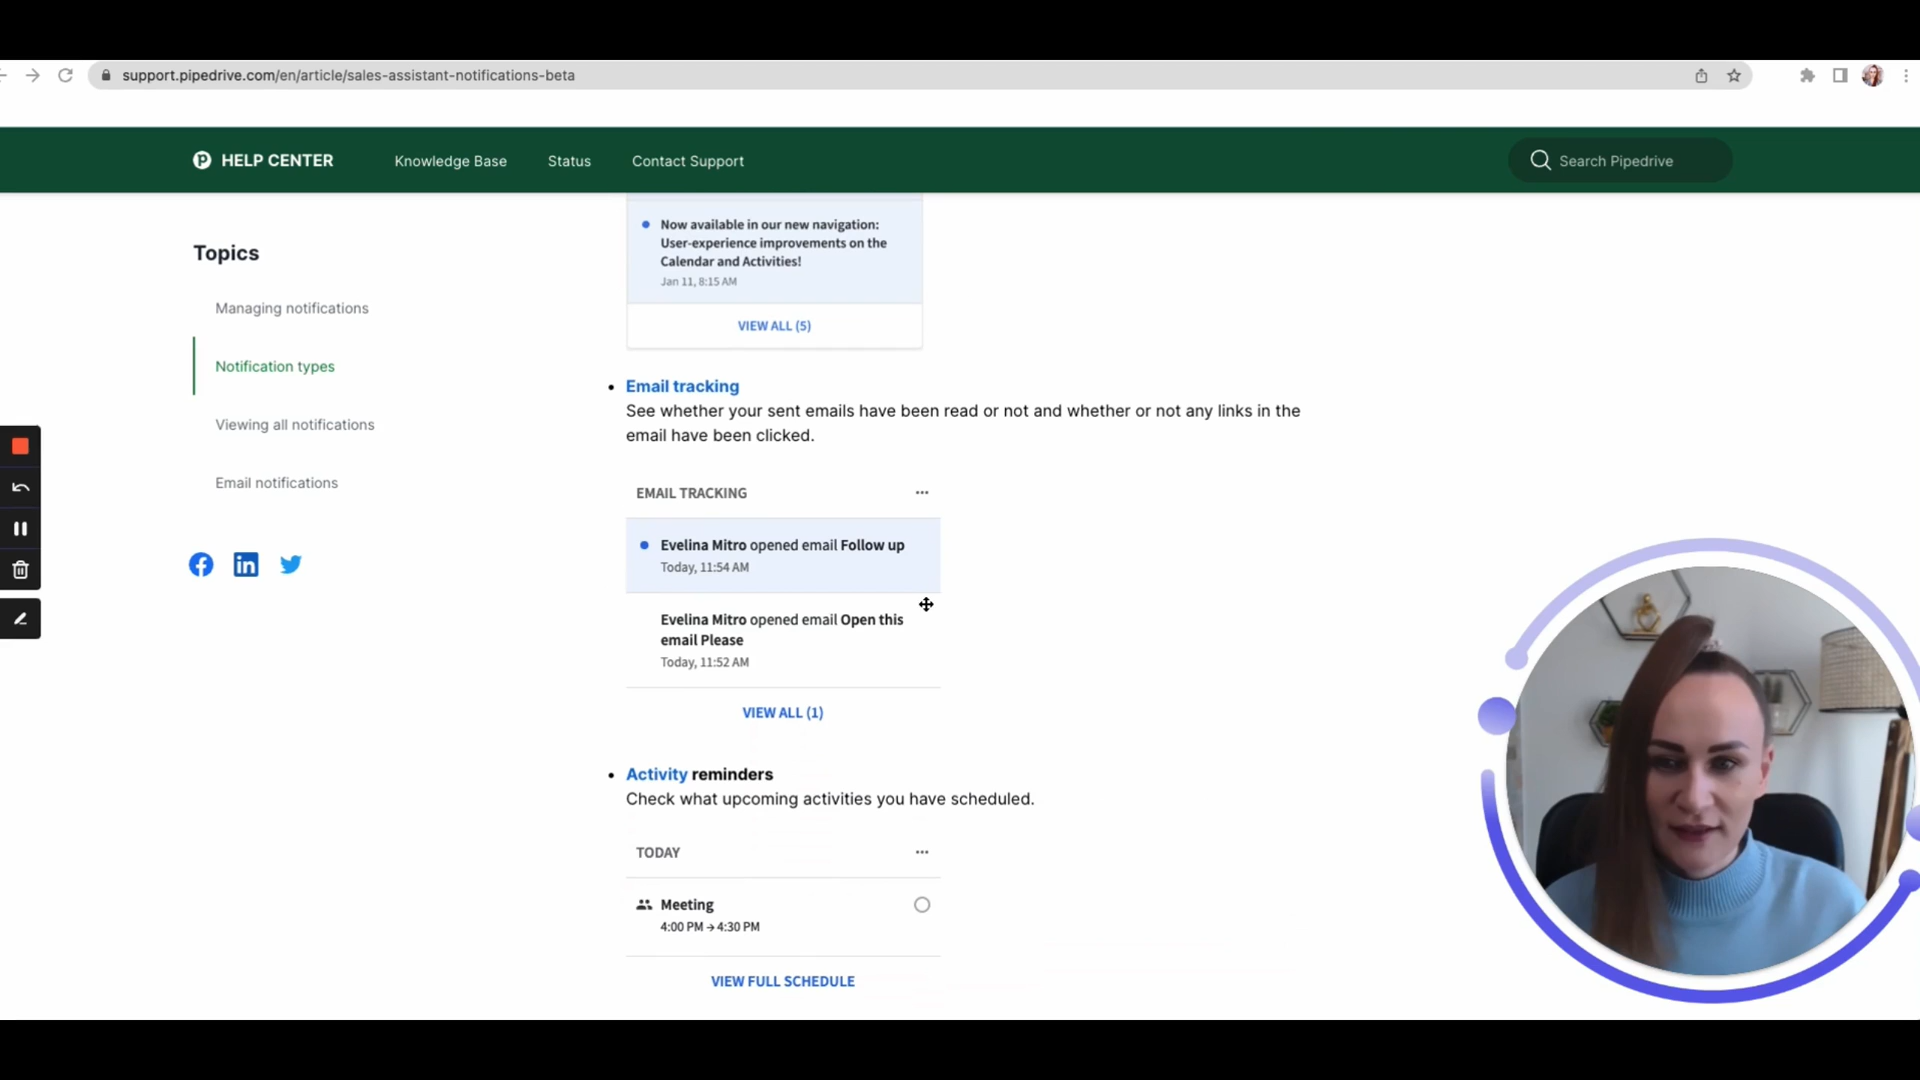 support.pipedrive.com/en/article/sales-assistant-notifications-beta
HELP CENTER
Knowledge Base
Status
Contact Support
Search Pipedrive
Topics
Managing notifications
Notification types
Viewing all notifications
Email notifications
Now available in our new navigation:
User-experience improvements on the
Calendar and Activities!
Jan 11, 8:15 AM
VIEW ALL (5)
• Email tracking
See whether your sent emails have been read or not and whether or not any links in the
email have been clicked.
EMAIL TRACKING
Evelina Mitro opened email Follow up
Today, 11:54 AM
Evelina Mitro opened email Open this
email Please
Today, 11:52 AM
VIEW ALL (1)
• Activity reminders
Check what upcoming activities you have scheduled.
TODAY
Meeting
4:00 PM → 4:30 PM
VIEW FULL SCHEDULE